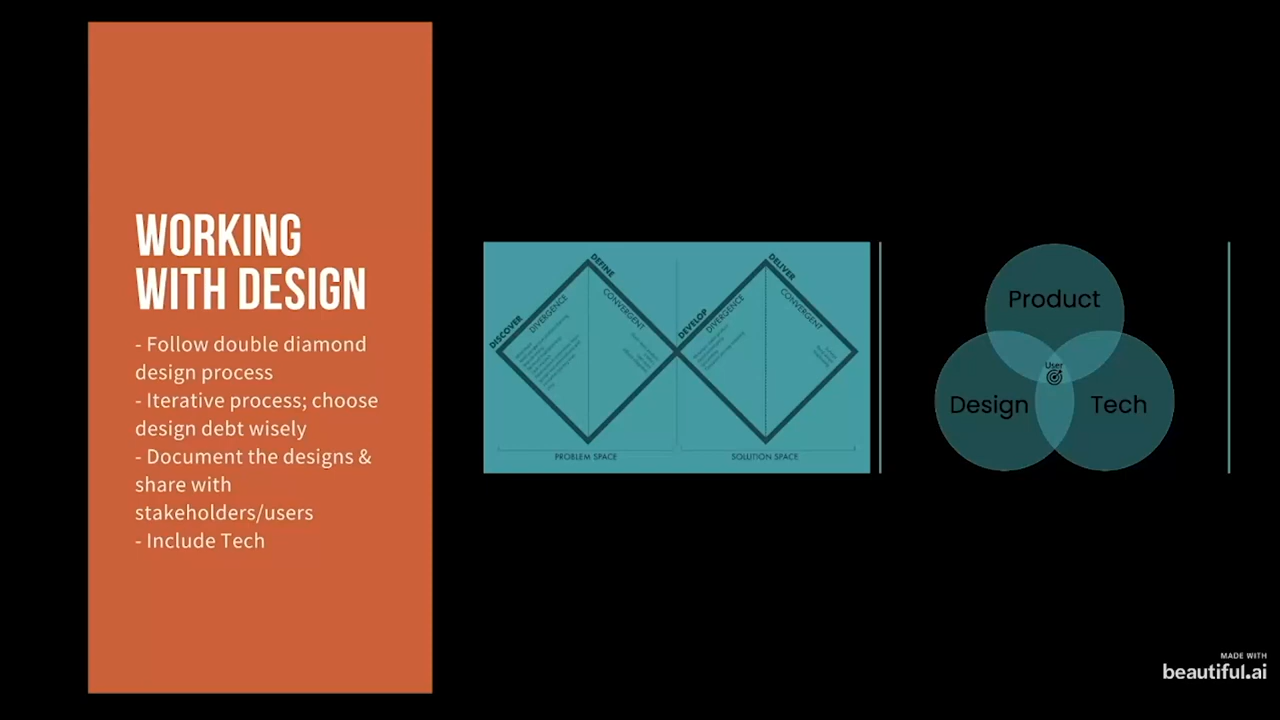 WORKING
WITH DESIGN
- Follow double diamond
design process
- Iterative process; choose
design debt wisely
- Document the designs &
share with
stakeholders/users
- Include Tech
DISCOVER
DIVERGENCE
DEFINE
CONVERGENT
DEVELOP
DIVERGENCE
DELIVER
CONVERGENT
PROBLEM SPACE
SOLUTION SPACE
Product
User
Design
Tech
MADE WITH
beautiful.ai